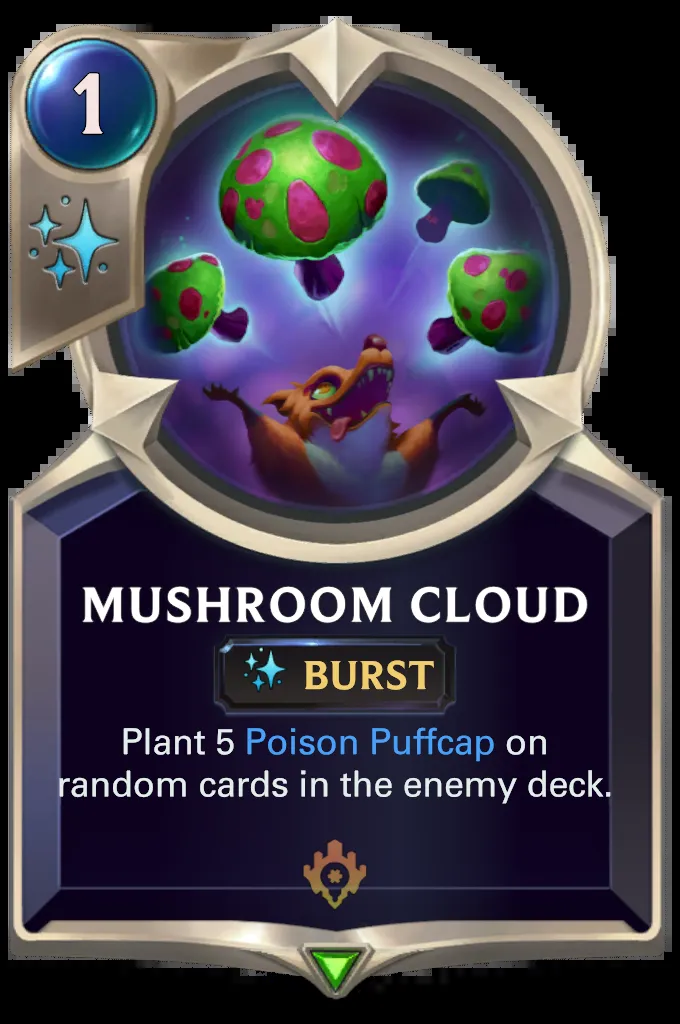 1
MUSHROOM CLOUD
BURST
Plant 5 Poison Puffcap on
random cards in the enemy deck.